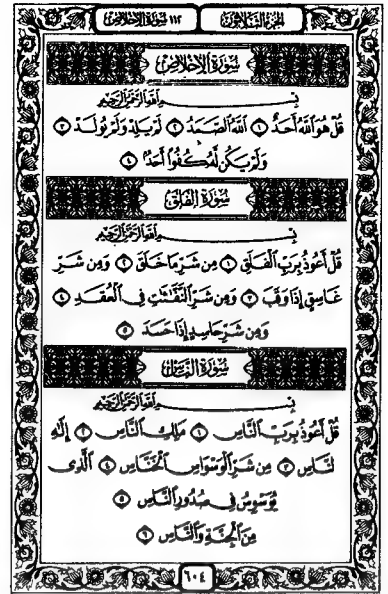 الجزء الثلاثون
١١٢ سورة الإخلاص
سورة الإخلاص
بسم الله الرحمن الرحيم
قُلْ هُوَ ٱللَّهُ أَحَدٌ ١ ٱللَّهُ ٱلصَّمَدُ ٢ لَمْ يَلِدْ وَلَمْ يُولَدْ ٣
وَلَمْ يَكُن لَّهُۥ كُفُوًا أَحَدٌۢ ٤
سورة الفلق
بسم الله الرحمن الرحيم
قُلْ أَعُوذُ بِرَبِّ ٱلْفَلَقِ ١ مِن شَرِّ مَا خَلَقَ ٢ وَمِن شَرِّ
غَاسِقٍ إِذَا وَقَبَ ٣ وَمِن شَرِّ ٱلنَّفَّٰثَٰتِ فِى ٱلْعُقَدِ ٤
وَمِن شَرِّ حَاسِدٍ إِذَا حَسَدَ ٥
سورة الناس
بسم الله الرحمن الرحيم
قُلْ أَعُوذُ بِرَبِّ ٱلنَّاسِ ١ مَلِكِ ٱلنَّاسِ ٢ إِلَٰهِ
ٱلنَّاسِ ٣ مِن شَرِّ ٱلْوَسْوَاسِ ٱلْخَنَّاسِ ٤ ٱلَّذِى
يُوَسْوِسُ فِى صُدُورِ ٱلنَّاسِ ٥
مِنَ ٱلْجِنَّةِ وَٱلنَّاسِ ٦
٦٠٤